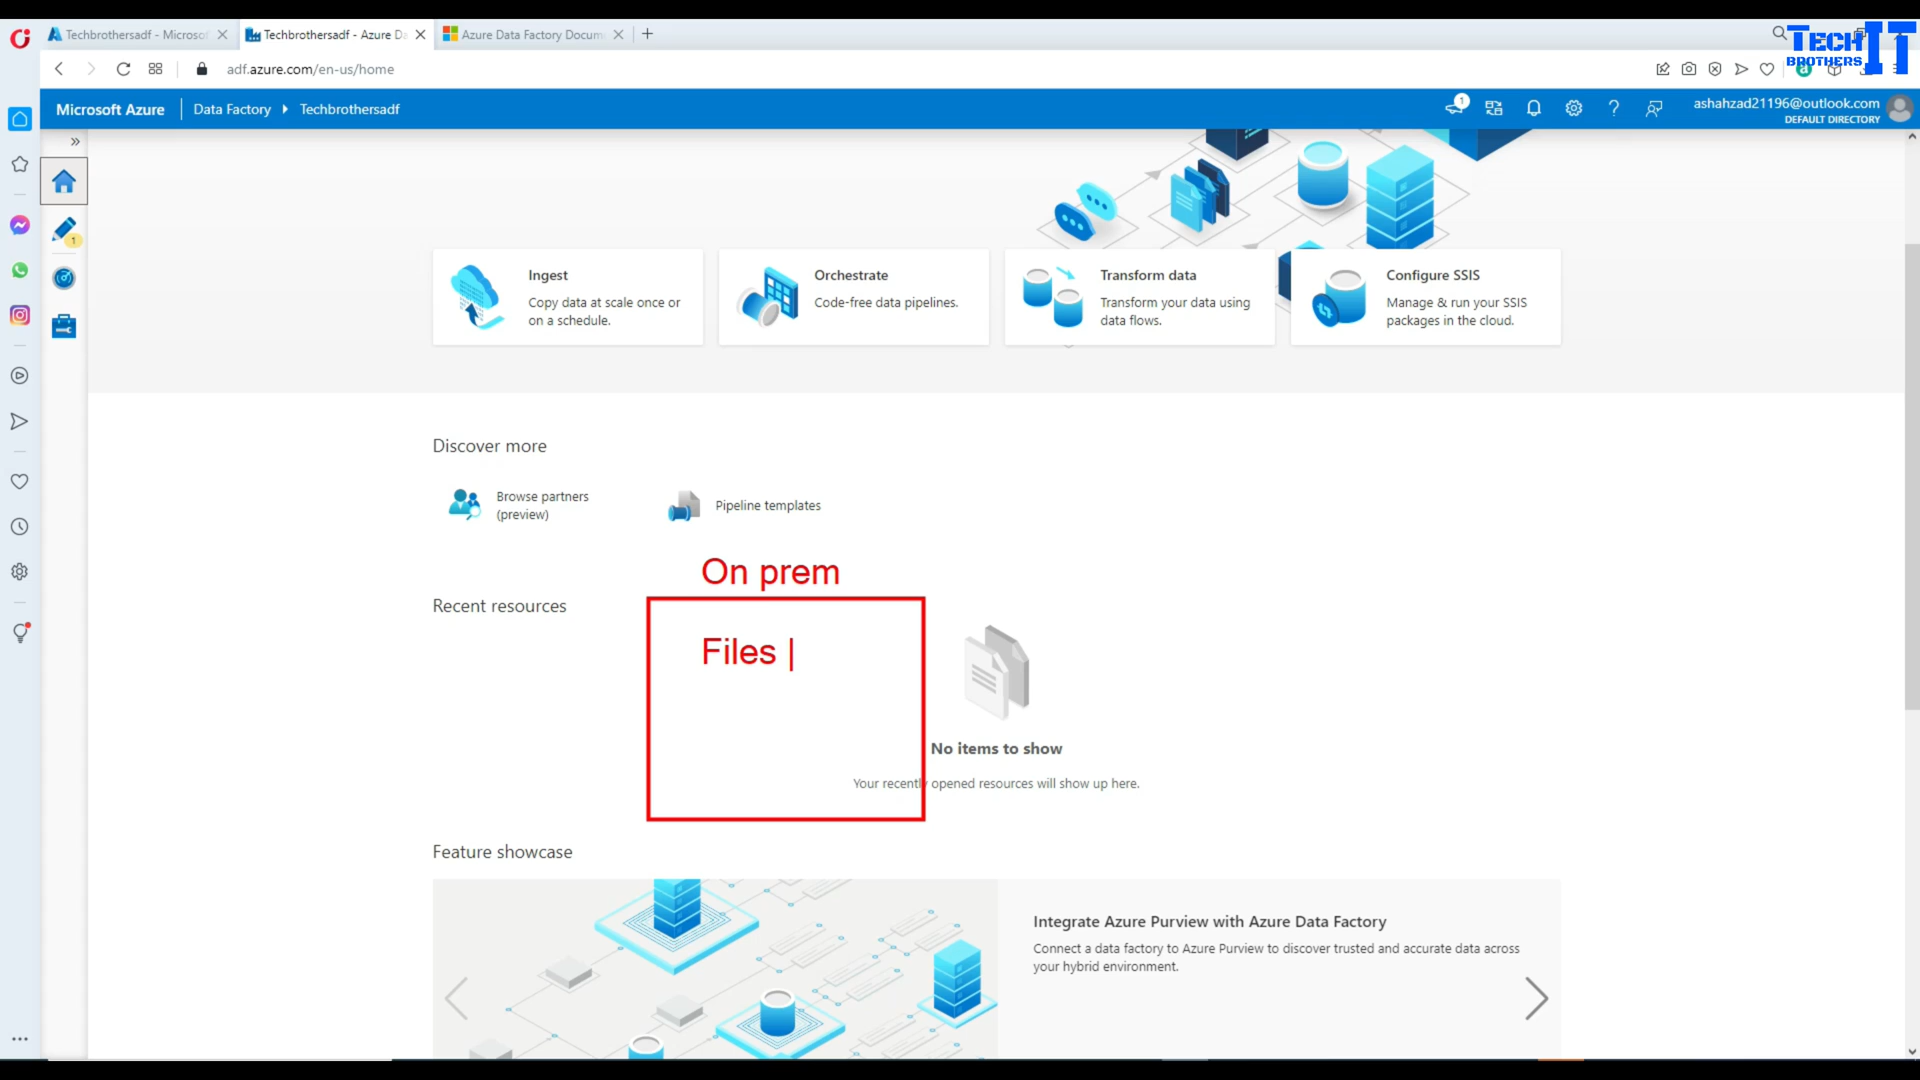 Techbrothersadf - Microsof
Techbrothersadf - Azure Da
Azure Data Factory Docum
TECH IT
BROTHERS
adf.azure.com/en-us/home
a
Microsoft Azure
Data Factory
Techbrothersadf
1
ashahzad21196@outlook.com
DEFAULT DIRECTORY
1
Ingest
Copy data at scale once or
on a schedule.
Orchestrate
Code-free data pipelines.
Transform data
Transform your data using
data flows.
Configure SSIS
Manage & run your SSIS
packages in the cloud.
Discover more
Browse partners
(preview)
Pipeline templates
On prem
Recent resources
Files |
No items to show
Your recently opened resources will show up here.
Feature showcase
Integrate Azure Purview with Azure Data Factory
Connect a data factory to Azure Purview to discover trusted and accurate data across
your hybrid environment.